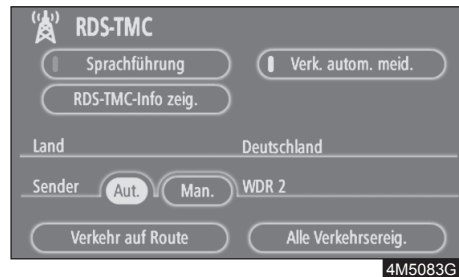 RDS-TMC
Sprachführung
Verk. autom. meid.
RDS-TMC-Info zeig.
Land Deutschland
Sender Aut. Man. WDR 2
Verkehr auf Route
Alle Verkehrsereig.
4M5083G